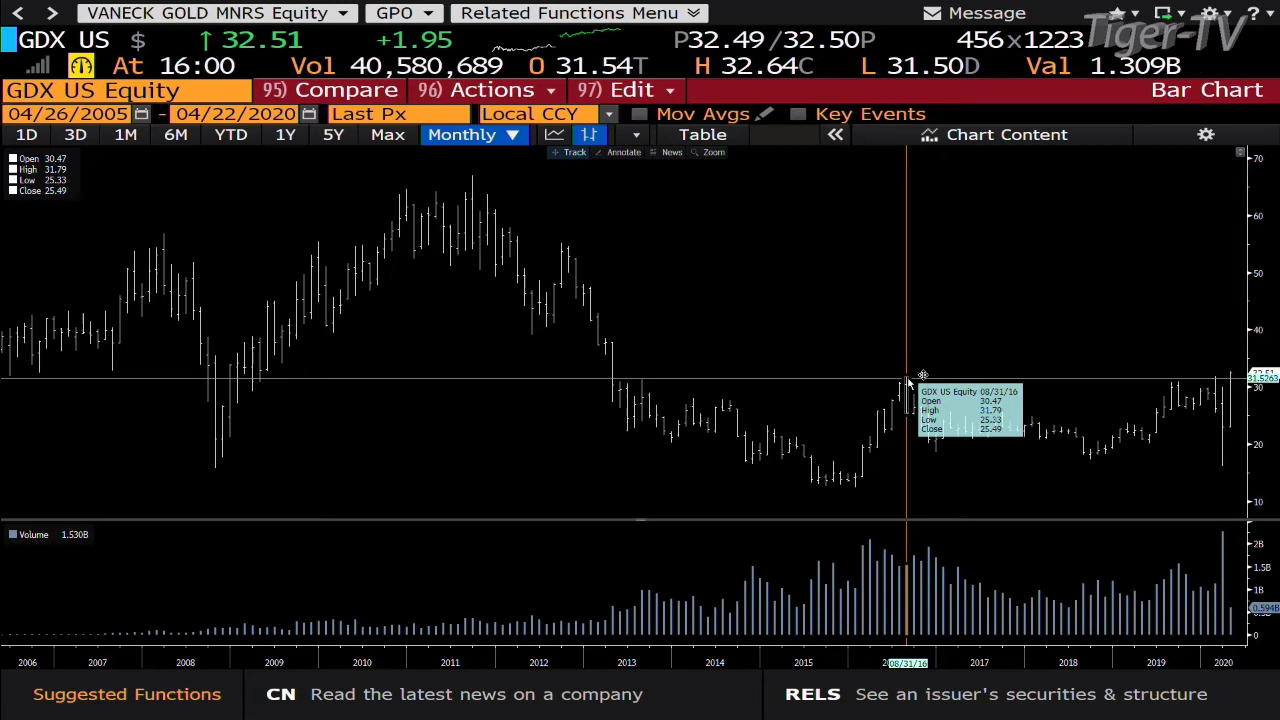 VANECK GOLD MNRS Equity GPO Related Functions Menu Message
GDX US $ ↑ 32.51 +1.95 P32.49 /32.50P 456x1223 Tiger-TV
At 16:00 Vol 40,580,689 O 31.54T H 32.64C L 31.50D Val 1.309B
GDX US Equity 95) Compare 96) Actions 97) Edit Bar Chart
04/26/2005 - 04/22/2020 Last Px Local CCY Mov Avgs Key Events
1D 3D 1M 6M YTD 1Y 5Y Max Monthly ▼ Table « Chart Content
Track Annotate News Zoom
Open 30.47
High 31.79
Low 25.33
Close 25.49
70
60
50
40
31.5263
30
20
10
GDX US Equity 08/31/16
Open 30.47
High 31.79
Low 25.33
Close 25.49
Volume 1.530B
2B
1.5B
1B
0.594B
0
2006 2007 2008 2009 2010 2011 2012 2013 2014 2015 08/31/16 2017 2018 2019 2020
Suggested Functions CN Read the latest news on a company RELS See an issuer's securities & structure